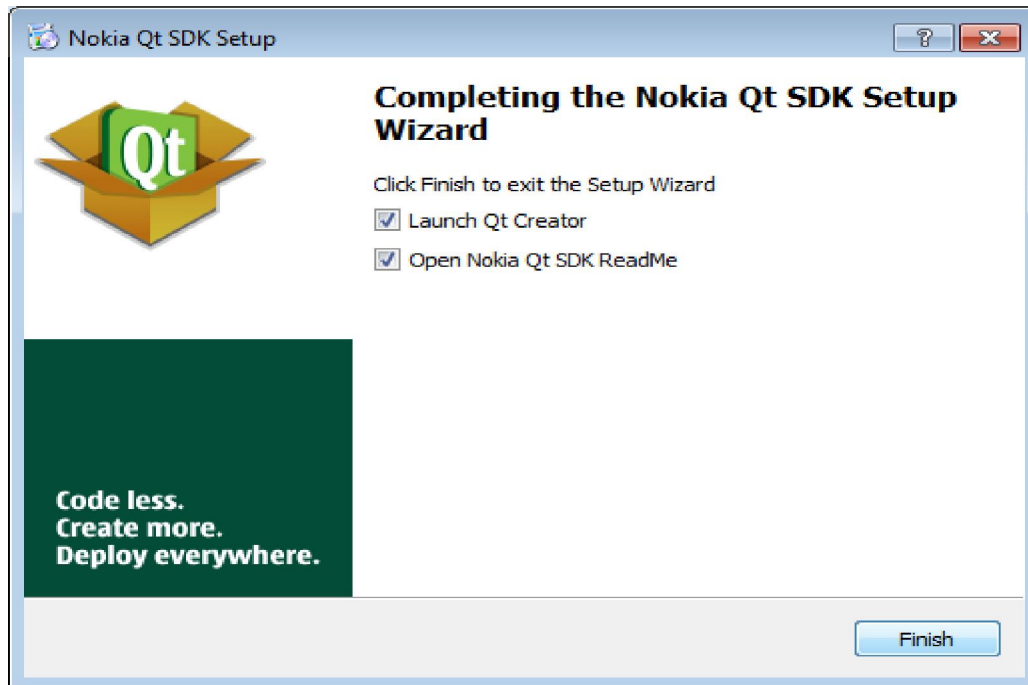 Nokia Qt SDK Setup
?
Qt
Completing the Nokia Qt SDK Setup
Wizard
Click Finish to exit the Setup Wizard
Launch Qt Creator
Open Nokia Qt SDK ReadMe
Code less.
Create more.
Deploy everywhere.
Finish